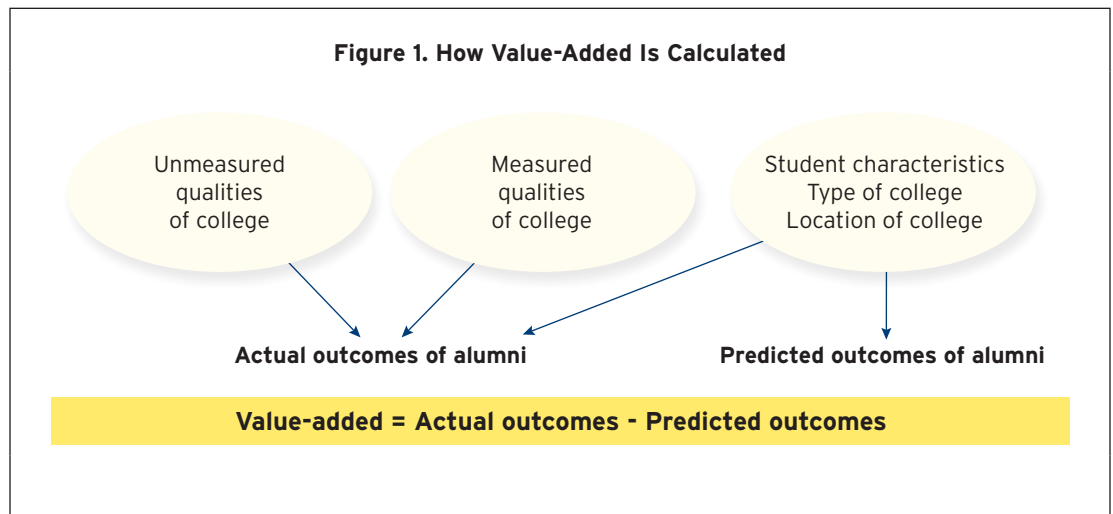 Figure 1. How Value-Added Is Calculated
Unmeasured
qualities
of college
Measured
qualities
of college
Student characteristics
Type of college
Location of college
Actual outcomes of alumni
Predicted outcomes of alumni
Value-added = Actual outcomes - Predicted outcomes